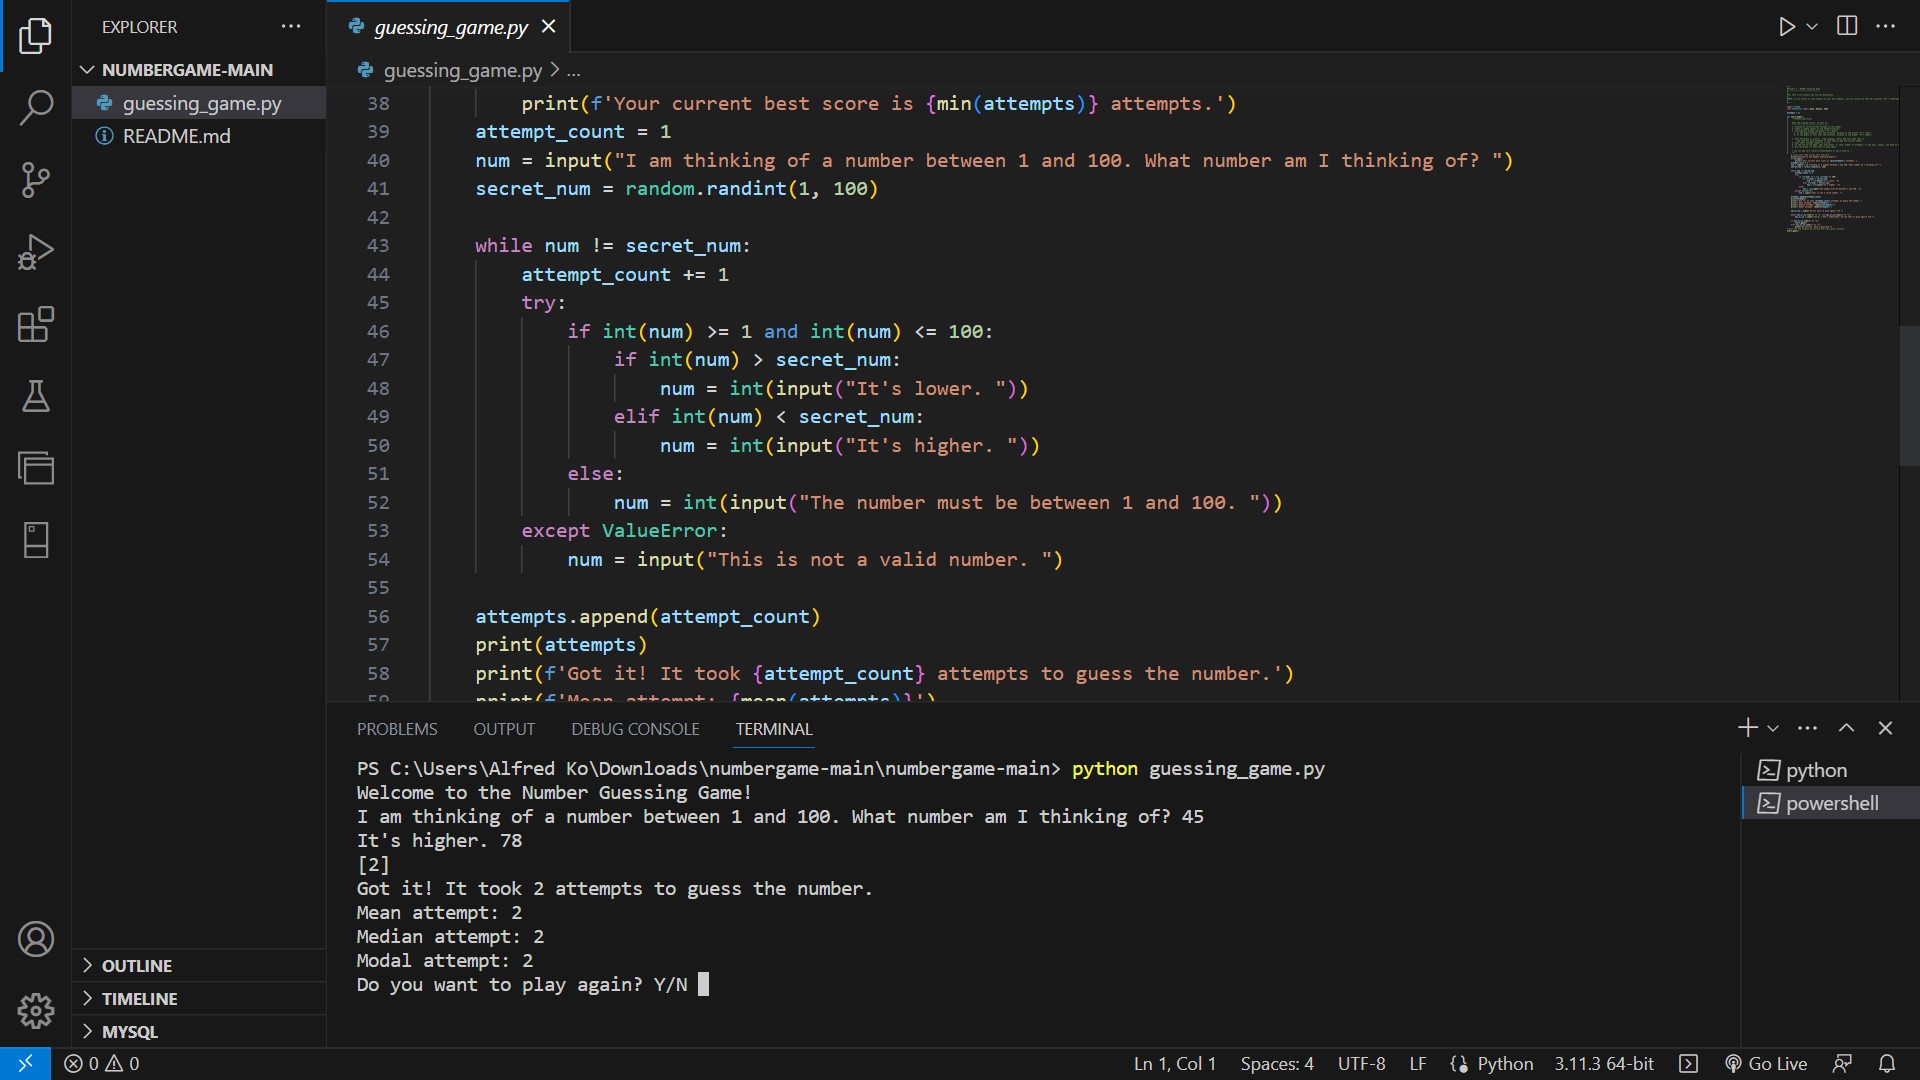 EXPLORER
NUMBERGAME-MAIN
guessing_game.py
README.md
OUTLINE
TIMELINE
MYSQL
guessing_game.py
guessing_game.py > ...
38 print(f'Your current best score is {min(attempts)} attempts.')
39 attempt_count = 1
40 num = input("I am thinking of a number between 1 and 100. What number am I thinking of? ")
41 secret_num = random.randint(1, 100)
42
43 while num != secret_num:
44 attempt_count += 1
45 try:
46 if int(num) >= 1 and int(num) <= 100:
47 if int(num) > secret_num:
48 num = int(input("It's lower. "))
49 elif int(num) < secret_num:
50 num = int(input("It's higher. "))
51 else:
52 num = int(input("The number must be between 1 and 100. "))
53 except ValueError:
54 num = input("This is not a valid number. ")
55
56 attempts.append(attempt_count)
57 print(attempts)
58 print(f'Got it! It took {attempt_count} attempts to guess the number.')
59 print(f'Mean attempt: {mean(attempts)}')
PROBLEMS OUTPUT DEBUG CONSOLE TERMINAL
PS C:\Users\Alfred Ko\Downloads\numbergame-main\numbergame-main> python guessing_game.py
Welcome to the Number Guessing Game!
I am thinking of a number between 1 and 100. What number am I thinking of? 45
It's higher. 78
[2]
Got it! It took 2 attempts to guess the number.
Mean attempt: 2
Median attempt: 2
Modal attempt: 2
Do you want to play again? Y/N
python
powershell
0 0
Ln 1, Col 1 Spaces: 4 UTF-8 LF Python 3.11.3 64-bit Go Live